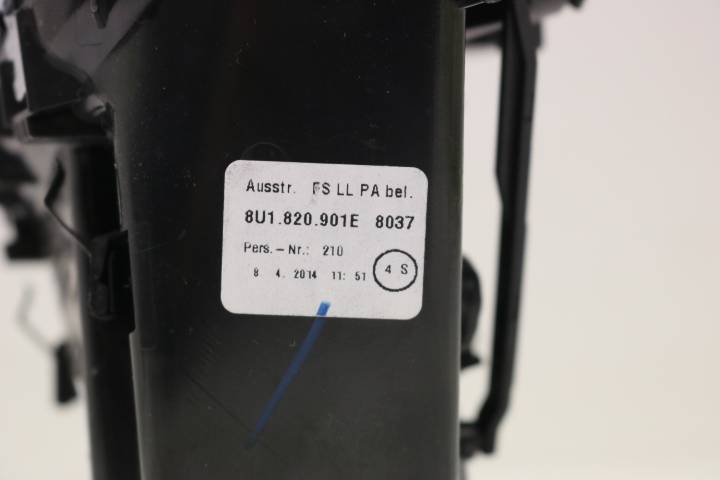 Ausstr. FS LL PA bel.
8U1.820.901E 8037
Pers.-Nr.: 210
8. 4. 2014 11:51
4 S